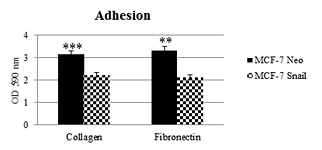 Adhesion
4
3
2
1
0
OD 590 nm
***
**
Collagen
Fibronectin
MCF-7 Neo
MCF-7 Snail